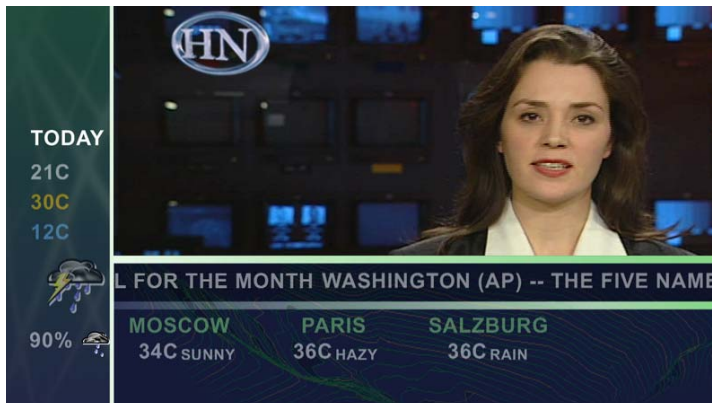 HN
TODAY
21C
30C
12C
90%
L FOR THE MONTH WASHINGTON (AP) -- THE FIVE NAME
MOSCOW PARIS SALZBURG
34C SUNNY 36C HAZY 36C RAIN